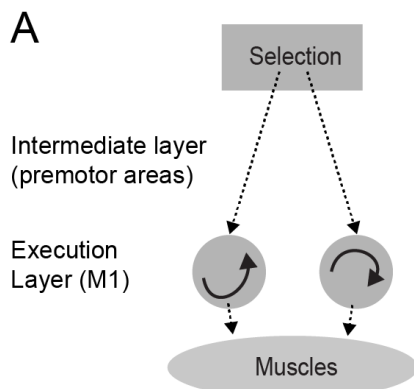 A
Selection
Intermediate layer
(premotor areas)
Execution
Layer (M1)
Muscles